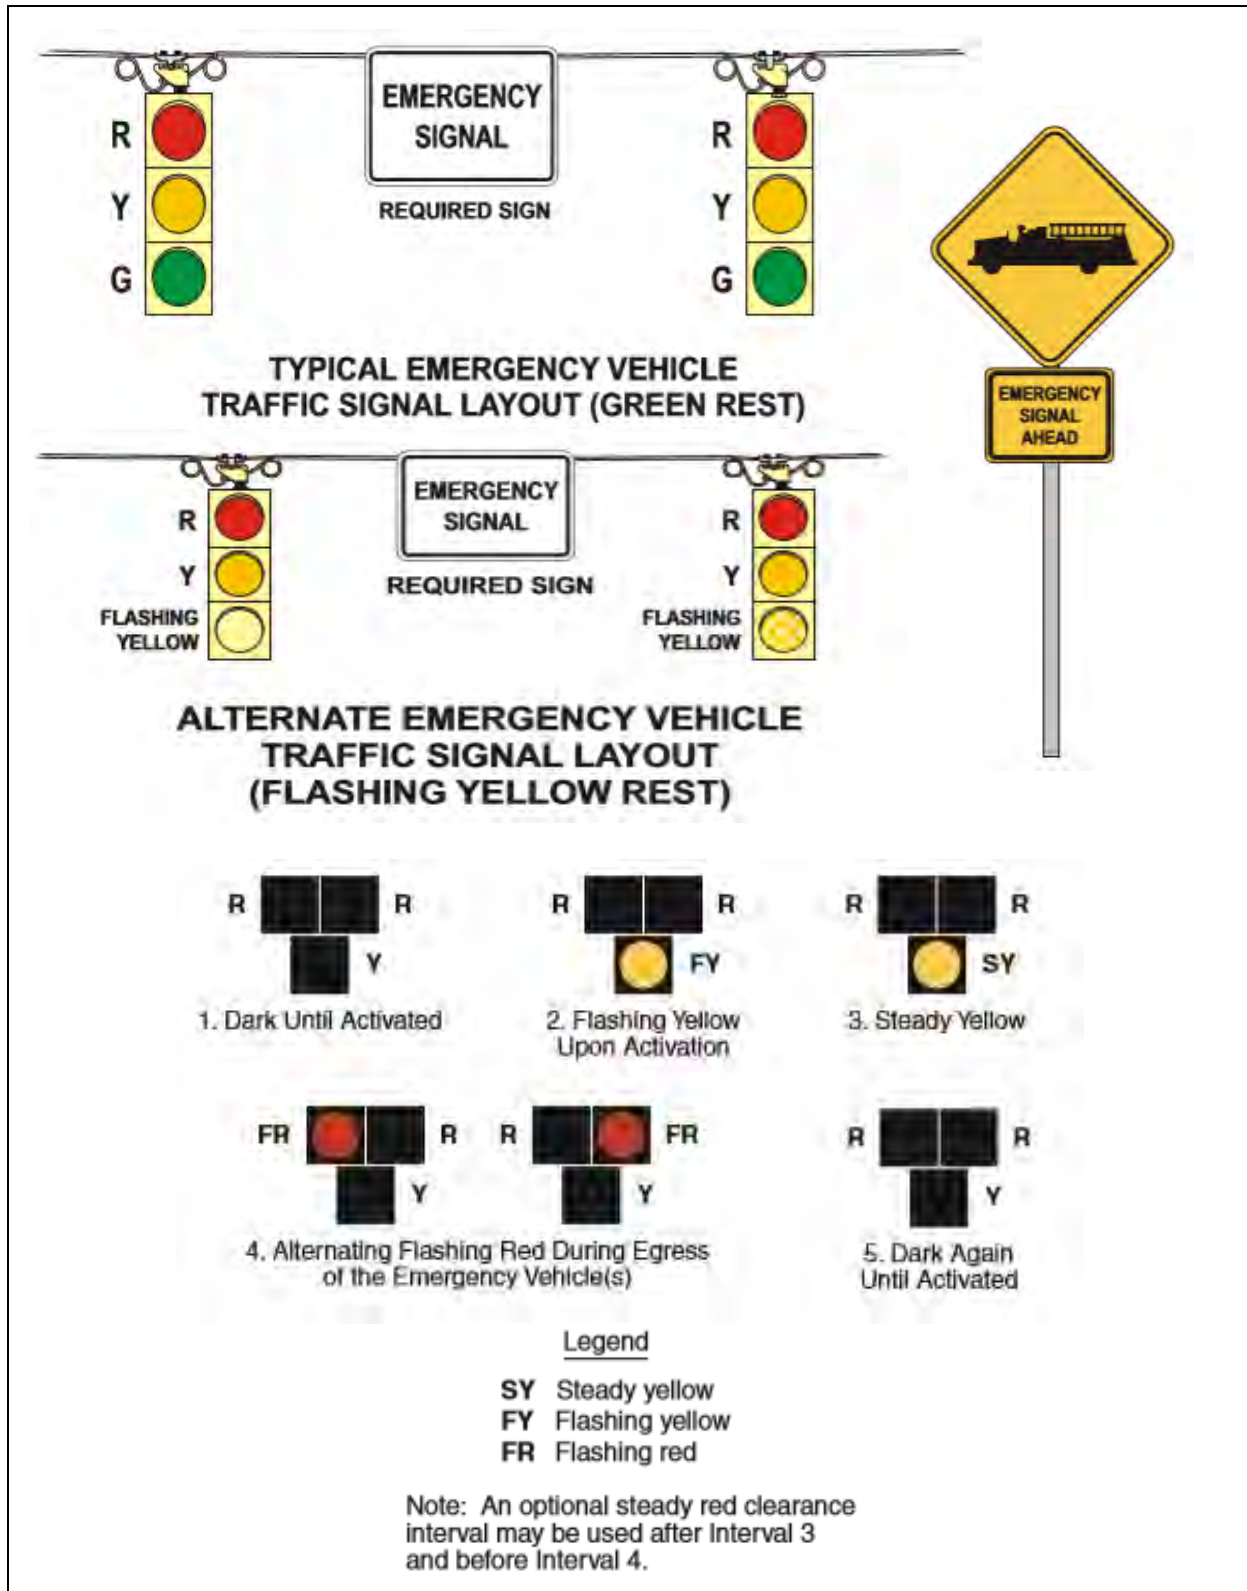 EMERGENCY
SIGNAL
R
R
Y
Y
G
G
REQUIRED SIGN
TYPICAL EMERGENCY VEHICLE
TRAFFIC SIGNAL LAYOUT (GREEN REST)
EMERGENCY
SIGNAL
AHEAD
EMERGENCY
SIGNAL
R
R
Y
Y
FLASHING
YELLOW
FLASHING
YELLOW
REQUIRED SIGN
ALTERNATE EMERGENCY VEHICLE
TRAFFIC SIGNAL LAYOUT
(FLASHING YELLOW REST)
R R
Y
1. Dark Until Activated
R R
FY
2. Flashing Yellow
Upon Activation
R R
SY
3. Steady Yellow
FR R
Y
R FR
Y
4. Alternating Flashing Red During Egress
of the Emergency Vehicle(s)
R R
Y
5. Dark Again
Until Activated
Legend
SY Steady yellow
FY Flashing yellow
FR Flashing red
Note: An optional steady red clearance
interval may be used after Interval 3
and before Interval 4.